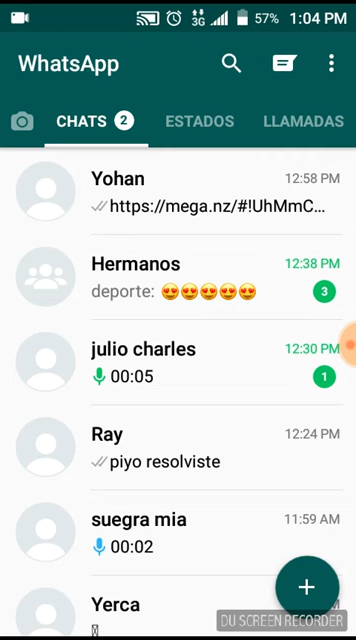 3G 57% 1:04 PM
WhatsApp
CHATS 2 ESTADOS LLAMADAS
Yohan 12:58 PM
https://mega.nz/#!UhMmC...
Hermanos 12:38 PM
deporte: 😍😍😍😍😍 3
julio charles 12:30 PM
00:05 1
Ray 12:24 PM
piyo resolviste
suegra mia 11:59 AM
00:02
Yerca
DU SCREEN RECORDER